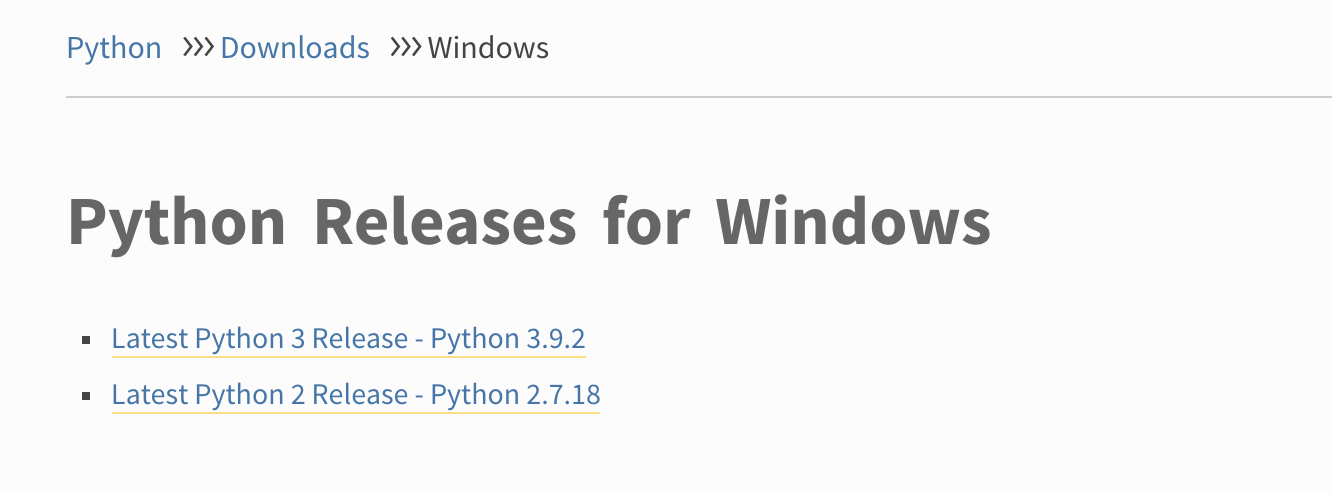 Python >>> Downloads >>> Windows
Python Releases for Windows
Latest Python 3 Release - Python 3.9.2
Latest Python 2 Release - Python 2.7.18